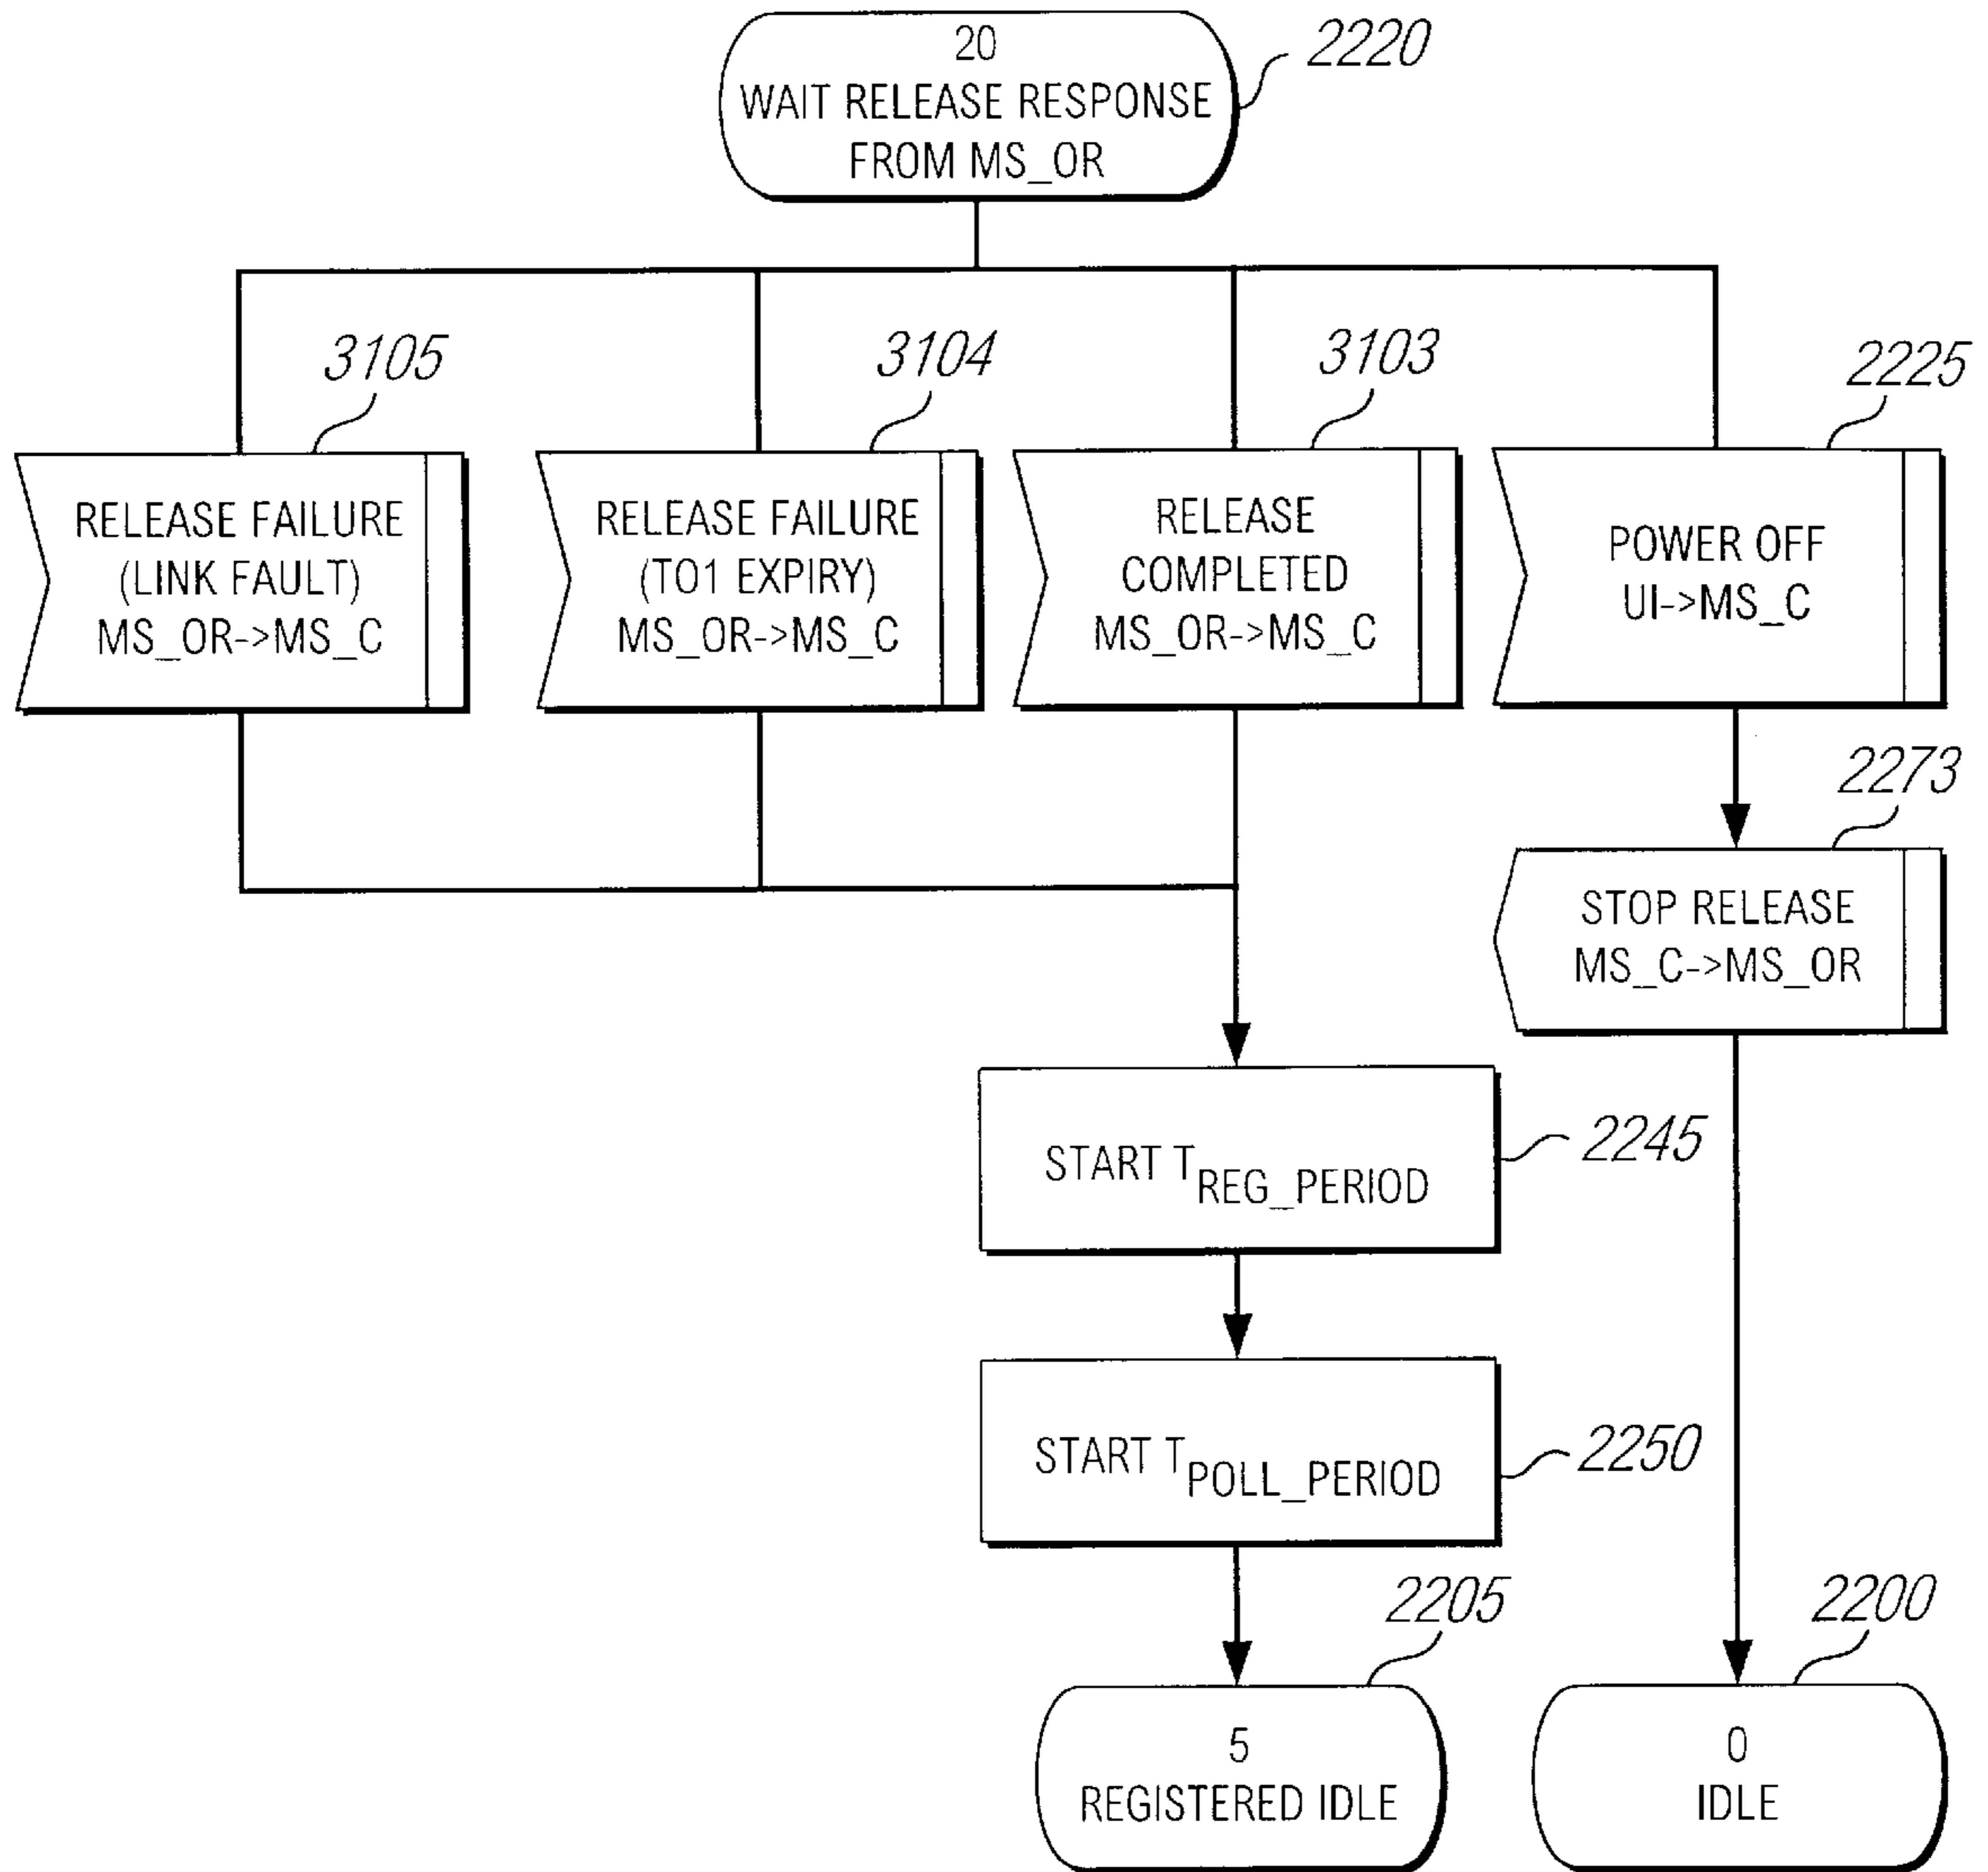 20
WAIT RELEASE RESPONSE
FROM MS_OR
2220
3105
3104
3103
2225
RELEASE FAILURE
(LINK FAULT)
MS_OR->MS_C
RELEASE FAILURE
(TO1 EXPIRY)
MS_OR->MS_C
RELEASE
COMPLETED
MS_OR->MS_C
POWER OFF
UI->MS_C
2273
STOP RELEASE
MS_C->MS_OR
START TREG_PERIOD
2245
START TPOLL_PERIOD
2250
2205
2200
5
REGISTERED IDLE
0
IDLE